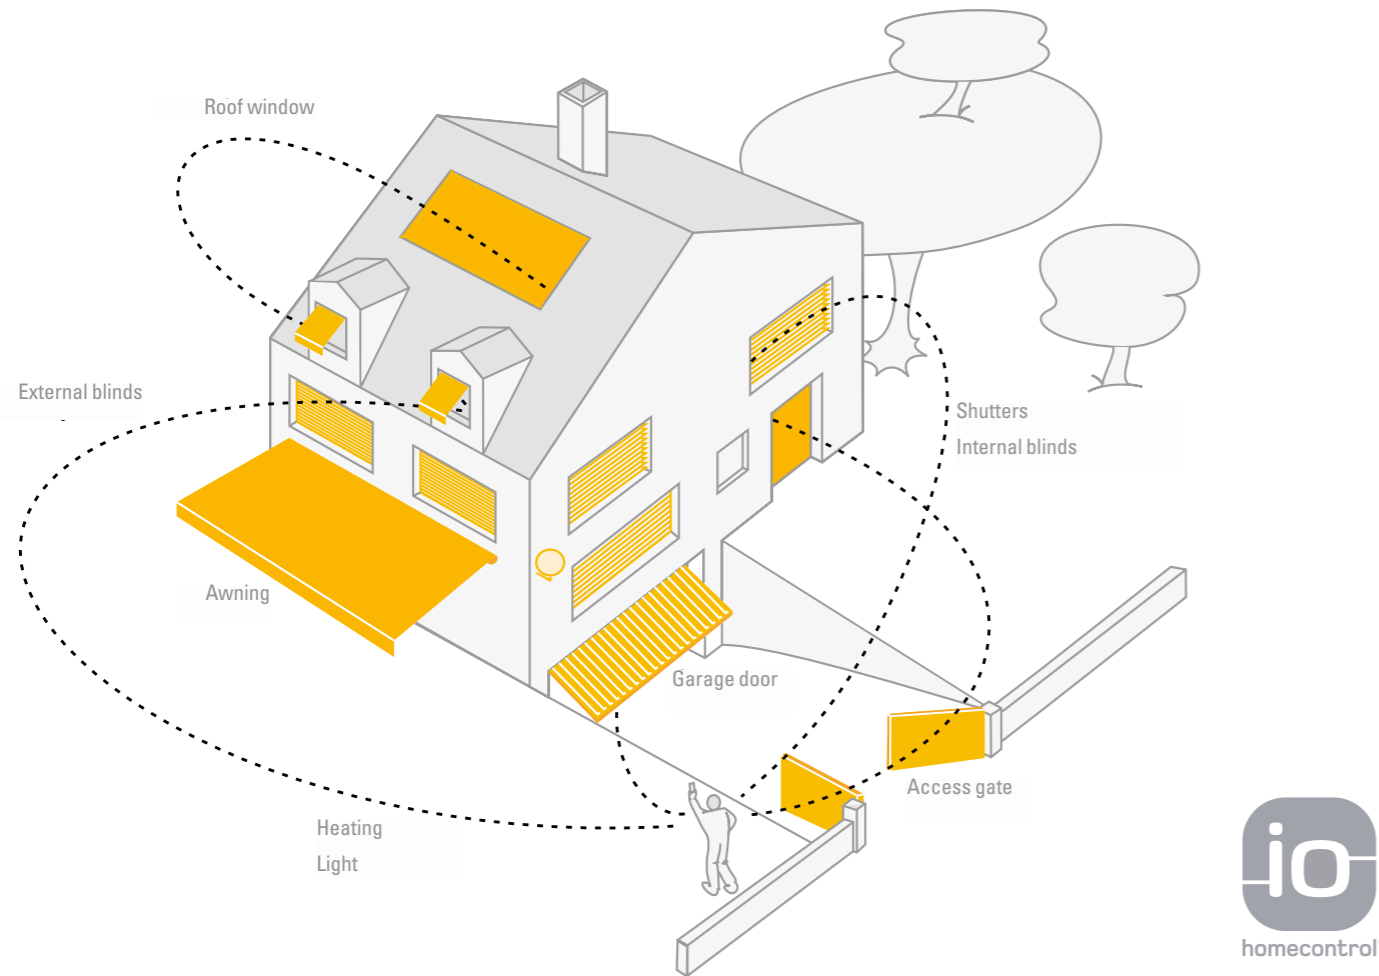 Roof window
External blinds
Shutters
Internal blinds
Awning
Garage door
Access gate
Heating
Light
io
homecontrol